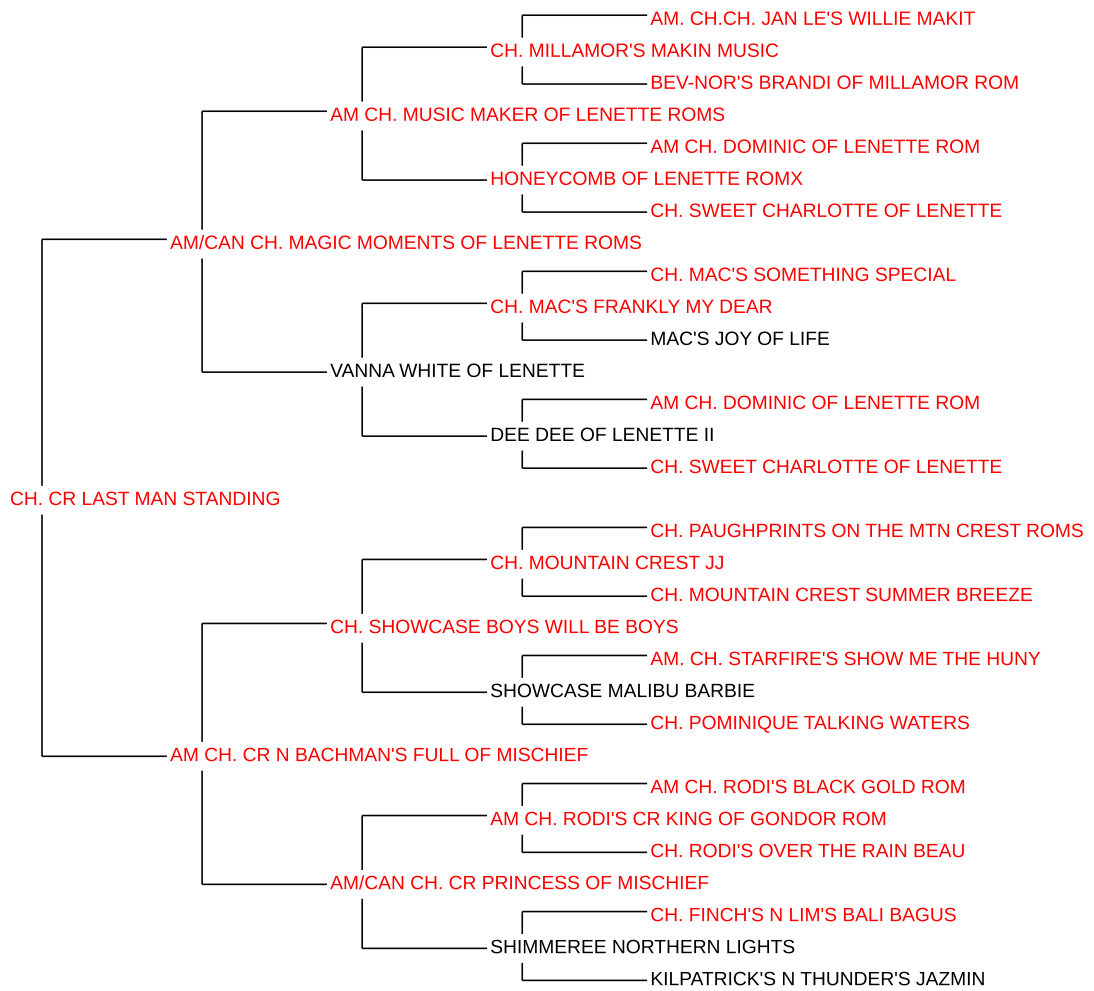 AM. CH.CH. JAN LE'S WILLIE MAKIT
CH. MILLAMOR'S MAKIN MUSIC
BEV-NOR'S BRANDI OF MILLAMOR ROM
AM CH. MUSIC MAKER OF LENETTE ROMS
AM CH. DOMINIC OF LENETTE ROM
HONEYCOMB OF LENETTE ROMX
CH. SWEET CHARLOTTE OF LENETTE
AM/CAN CH. MAGIC MOMENTS OF LENETTE ROMS
CH. MAC'S SOMETHING SPECIAL
CH. MAC'S FRANKLY MY DEAR
MAC'S JOY OF LIFE
VANNA WHITE OF LENETTE
AM CH. DOMINIC OF LENETTE ROM
DEE DEE OF LENETTE II
CH. SWEET CHARLOTTE OF LENETTE
CH. CR LAST MAN STANDING
CH. PAUGHPRINTS ON THE MTN CREST ROMS
CH. MOUNTAIN CREST JJ
CH. MOUNTAIN CREST SUMMER BREEZE
CH. SHOWCASE BOYS WILL BE BOYS
AM. CH. STARFIRE'S SHOW ME THE HUNY
SHOWCASE MALIBU BARBIE
CH. POMINIQUE TALKING WATERS
AM CH. CR N BACHMAN'S FULL OF MISCHIEF
AM CH. RODI'S BLACK GOLD ROM
AM CH. RODI'S CR KING OF GONDOR ROM
CH. RODI'S OVER THE RAIN BEAU
AM/CAN CH. CR PRINCESS OF MISCHIEF
CH. FINCH'S N LIM'S BALI BAGUS
SHIMMEREE NORTHERN LIGHTS
KILPATRICK'S N THUNDER'S JAZMIN